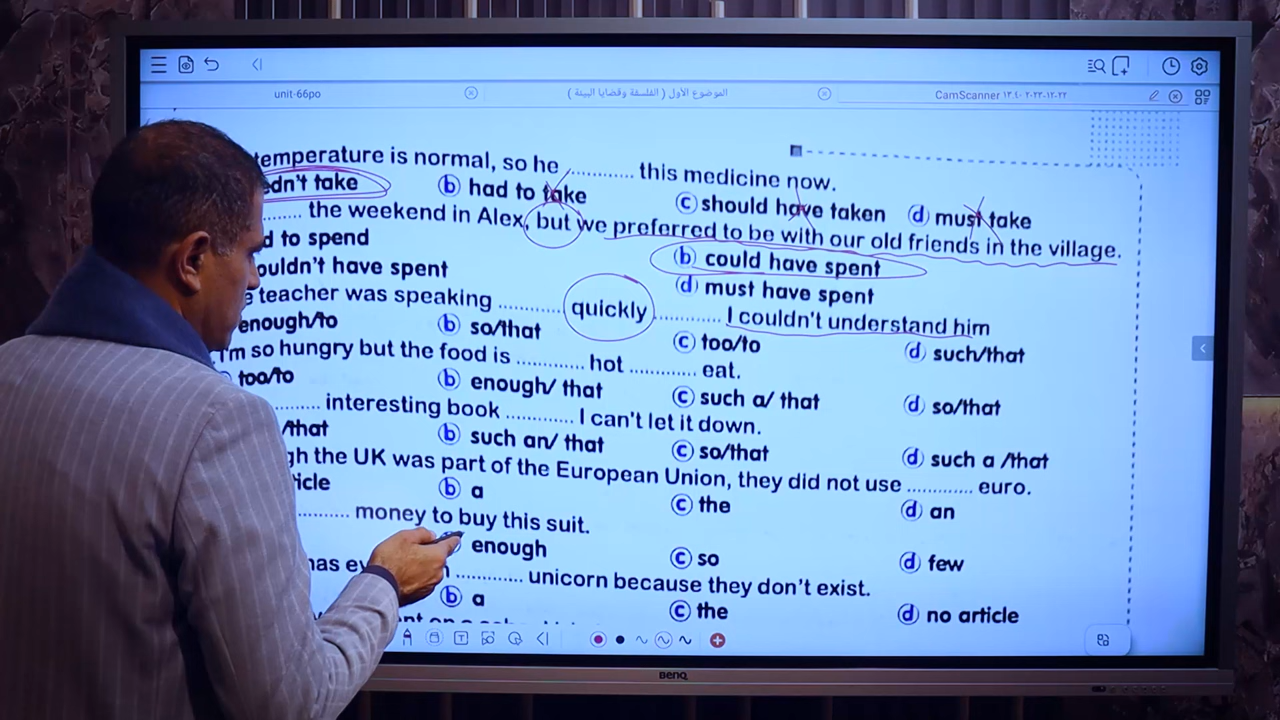 unit-66po
الموضوع الأول ( الفلسفة وقضايا البيئة )
CamScanner ١٣ ٤٠ ٢٠٢٣-١٢-٢٢
temperature is normal, so he ............ this medicine now.
edn't take b had to take c should have taken d must take
......... the weekend in Alex, but we preferred to be with our old friends in the village.
d to spend b could have spent
ouldn't have spent d must have spent
e teacher was speaking ............ quickly ............ I couldn't understand him
enough/to b so/that c too/to d such/that
I'm so hungry but the food is ............ hot ............ eat.
too/to b enough/ that c such a/ that d so/that
......... interesting book ............ I can't let it down.
/that b such an/ that c so/that d such a /that
gh the UK was part of the European Union, they did not use ............ euro.
ticle b a c the d an
......... money to buy this suit.
enough c so d few
has ............ unicorn because they don't exist.
b a c the d no article
BenQ